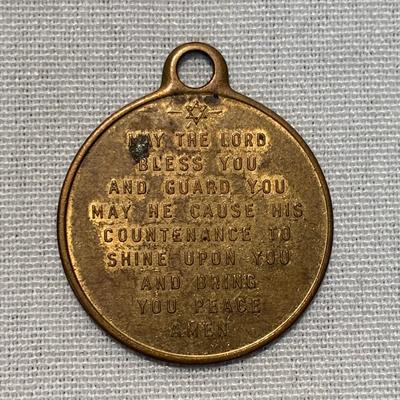 MAY THE LORD
BLESS YOU
AND GUARD YOU
MAY HE CAUSE HIS
COUNTENANCE TO
SHINE UPON YOU
AND BRING
YOU PEACE
AMEN